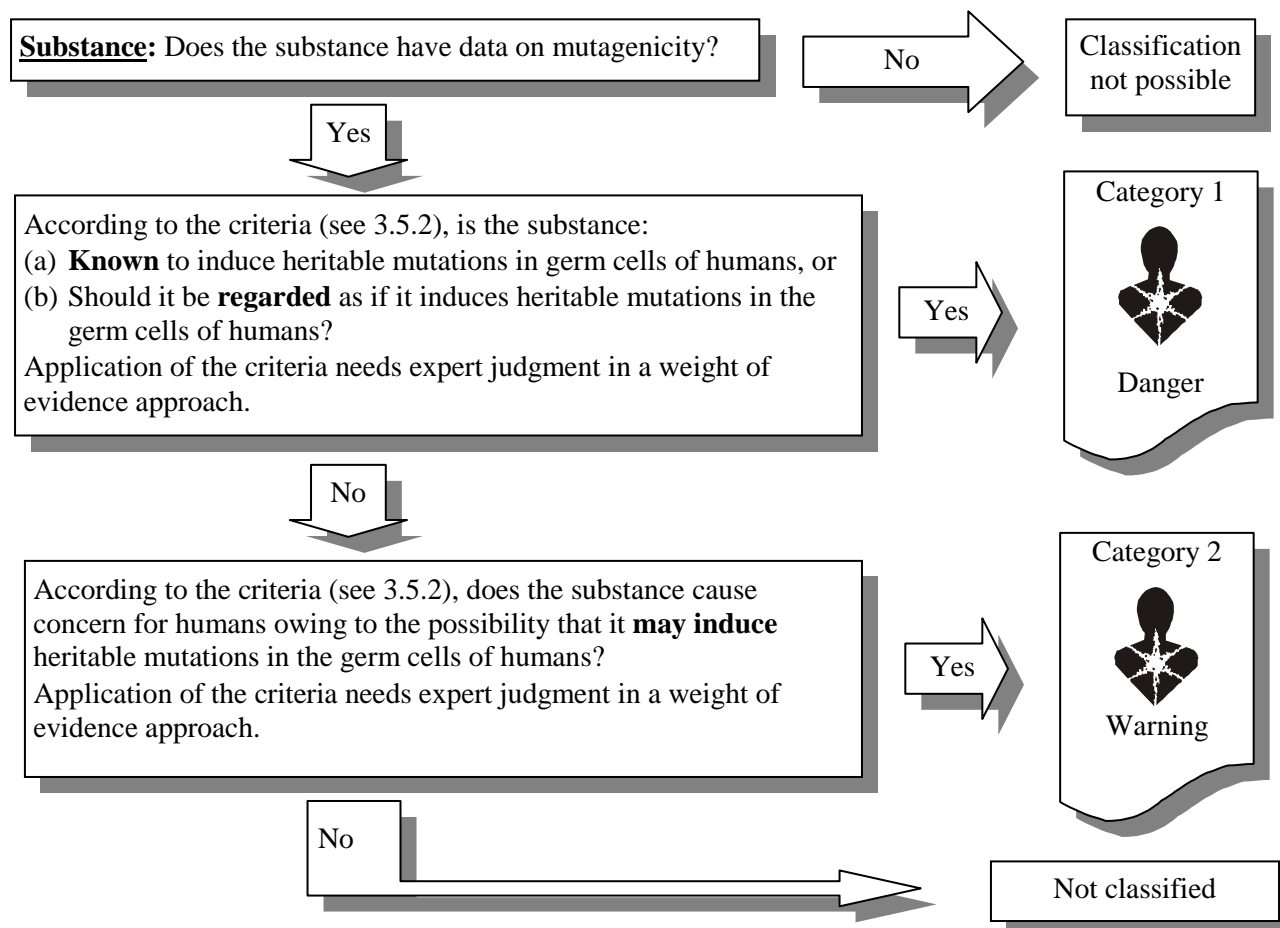 Substance: Does the substance have data on mutagenicity?
No
Classification
not possible
Yes
According to the criteria (see 3.5.2), is the substance:
(a) Known to induce heritable mutations in germ cells of humans, or
(b) Should it be regarded as if it induces heritable mutations in the
germ cells of humans?
Application of the criteria needs expert judgment in a weight of
evidence approach.
Yes
Category 1
Danger
No
According to the criteria (see 3.5.2), does the substance cause
concern for humans owing to the possibility that it may induce
heritable mutations in the germ cells of humans?
Application of the criteria needs expert judgment in a weight of
evidence approach.
Yes
Category 2
Warning
No
Not classified